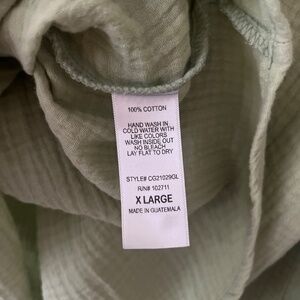 100% COTTON
HAND WASH IN
COLD WATER WITH
LIKE COLORS
WASH INSIDE OUT
NO BLEACH
LAY FLAT TO DRY
STYLE# CG21029GL
R/N# 102711
X LARGE
MADE IN GUATEMALA